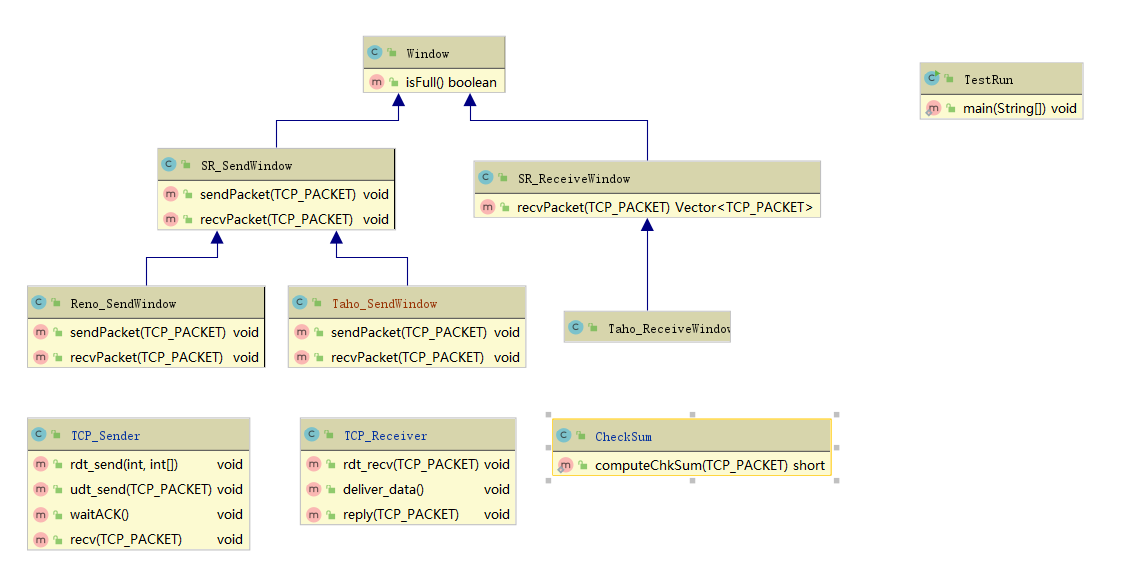 Window
isFull() boolean
TestRun
main(String[]) void
SR_SendWindow
sendPacket(TCP_PACKET) void
recvPacket(TCP_PACKET) void
SR_ReceiveWindow
recvPacket(TCP_PACKET) Vector<TCP_PACKET>
Reno_SendWindow
sendPacket(TCP_PACKET) void
recvPacket(TCP_PACKET) void
Taho_SendWindow
sendPacket(TCP_PACKET) void
recvPacket(TCP_PACKET) void
Taho_ReceiveWindow
TCP_Sender
rdt_send(int, int[]) void
udt_send(TCP_PACKET) void
waitACK() void
recv(TCP_PACKET) void
TCP_Receiver
rdt_recv(TCP_PACKET) void
deliver_data() void
reply(TCP_PACKET) void
CheckSum
computeChkSum(TCP_PACKET) short